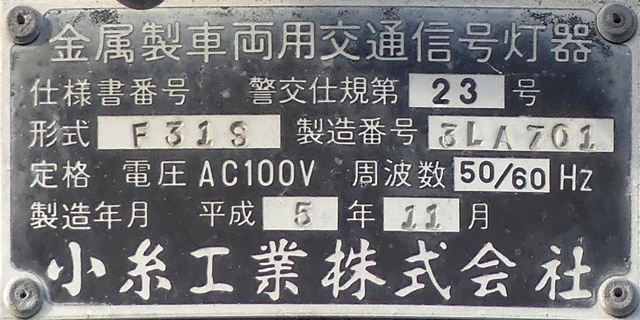 金属製車両用交通信号灯器
仕様書番号 警交仕規第 23 号
形式 F31S 製造番号 3LA701
定格 電圧 AC100V 周波数 50/60 Hz
製造年月 平成 5 年 11 月
小糸工業株式会社